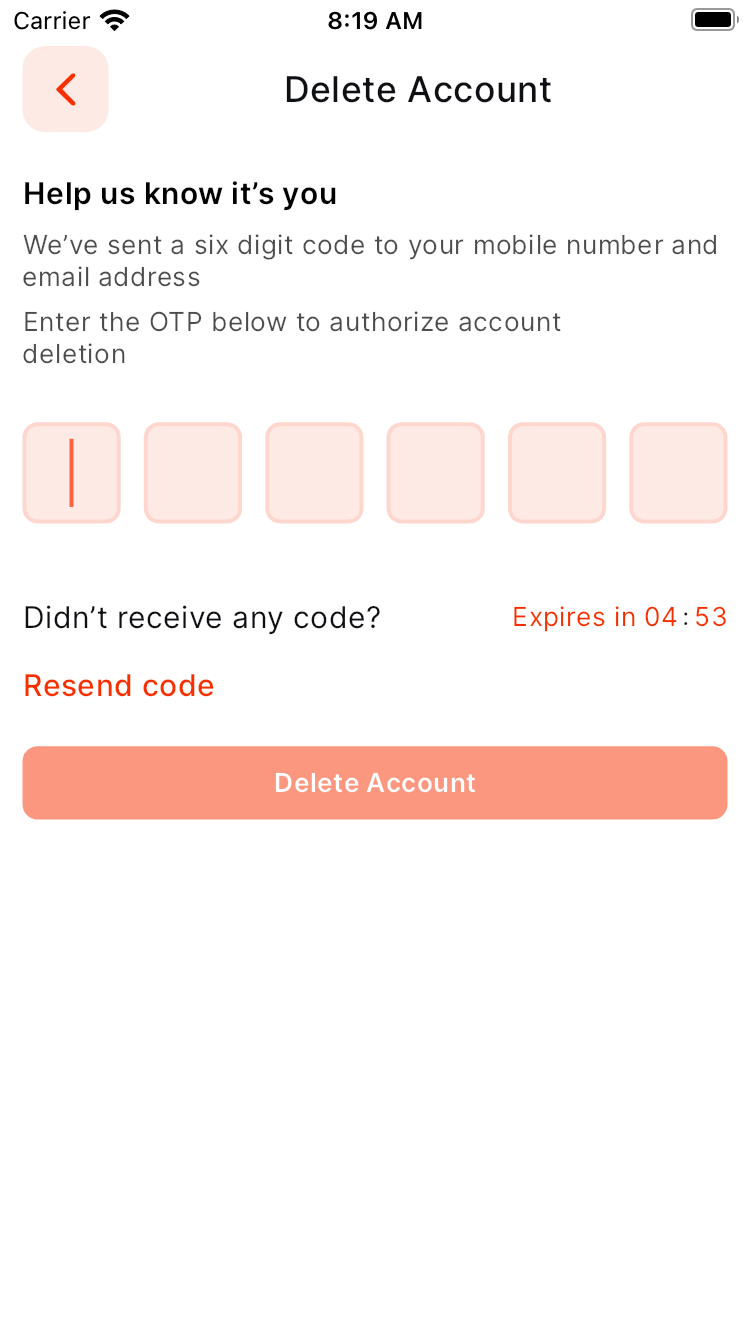 Carrier 8:19 AM
Delete Account
Help us know it’s you
We’ve sent a six digit code to your mobile number and
email address
Enter the OTP below to authorize account
deletion
Didn’t receive any code? Expires in 04:53
Resend code
Delete Account